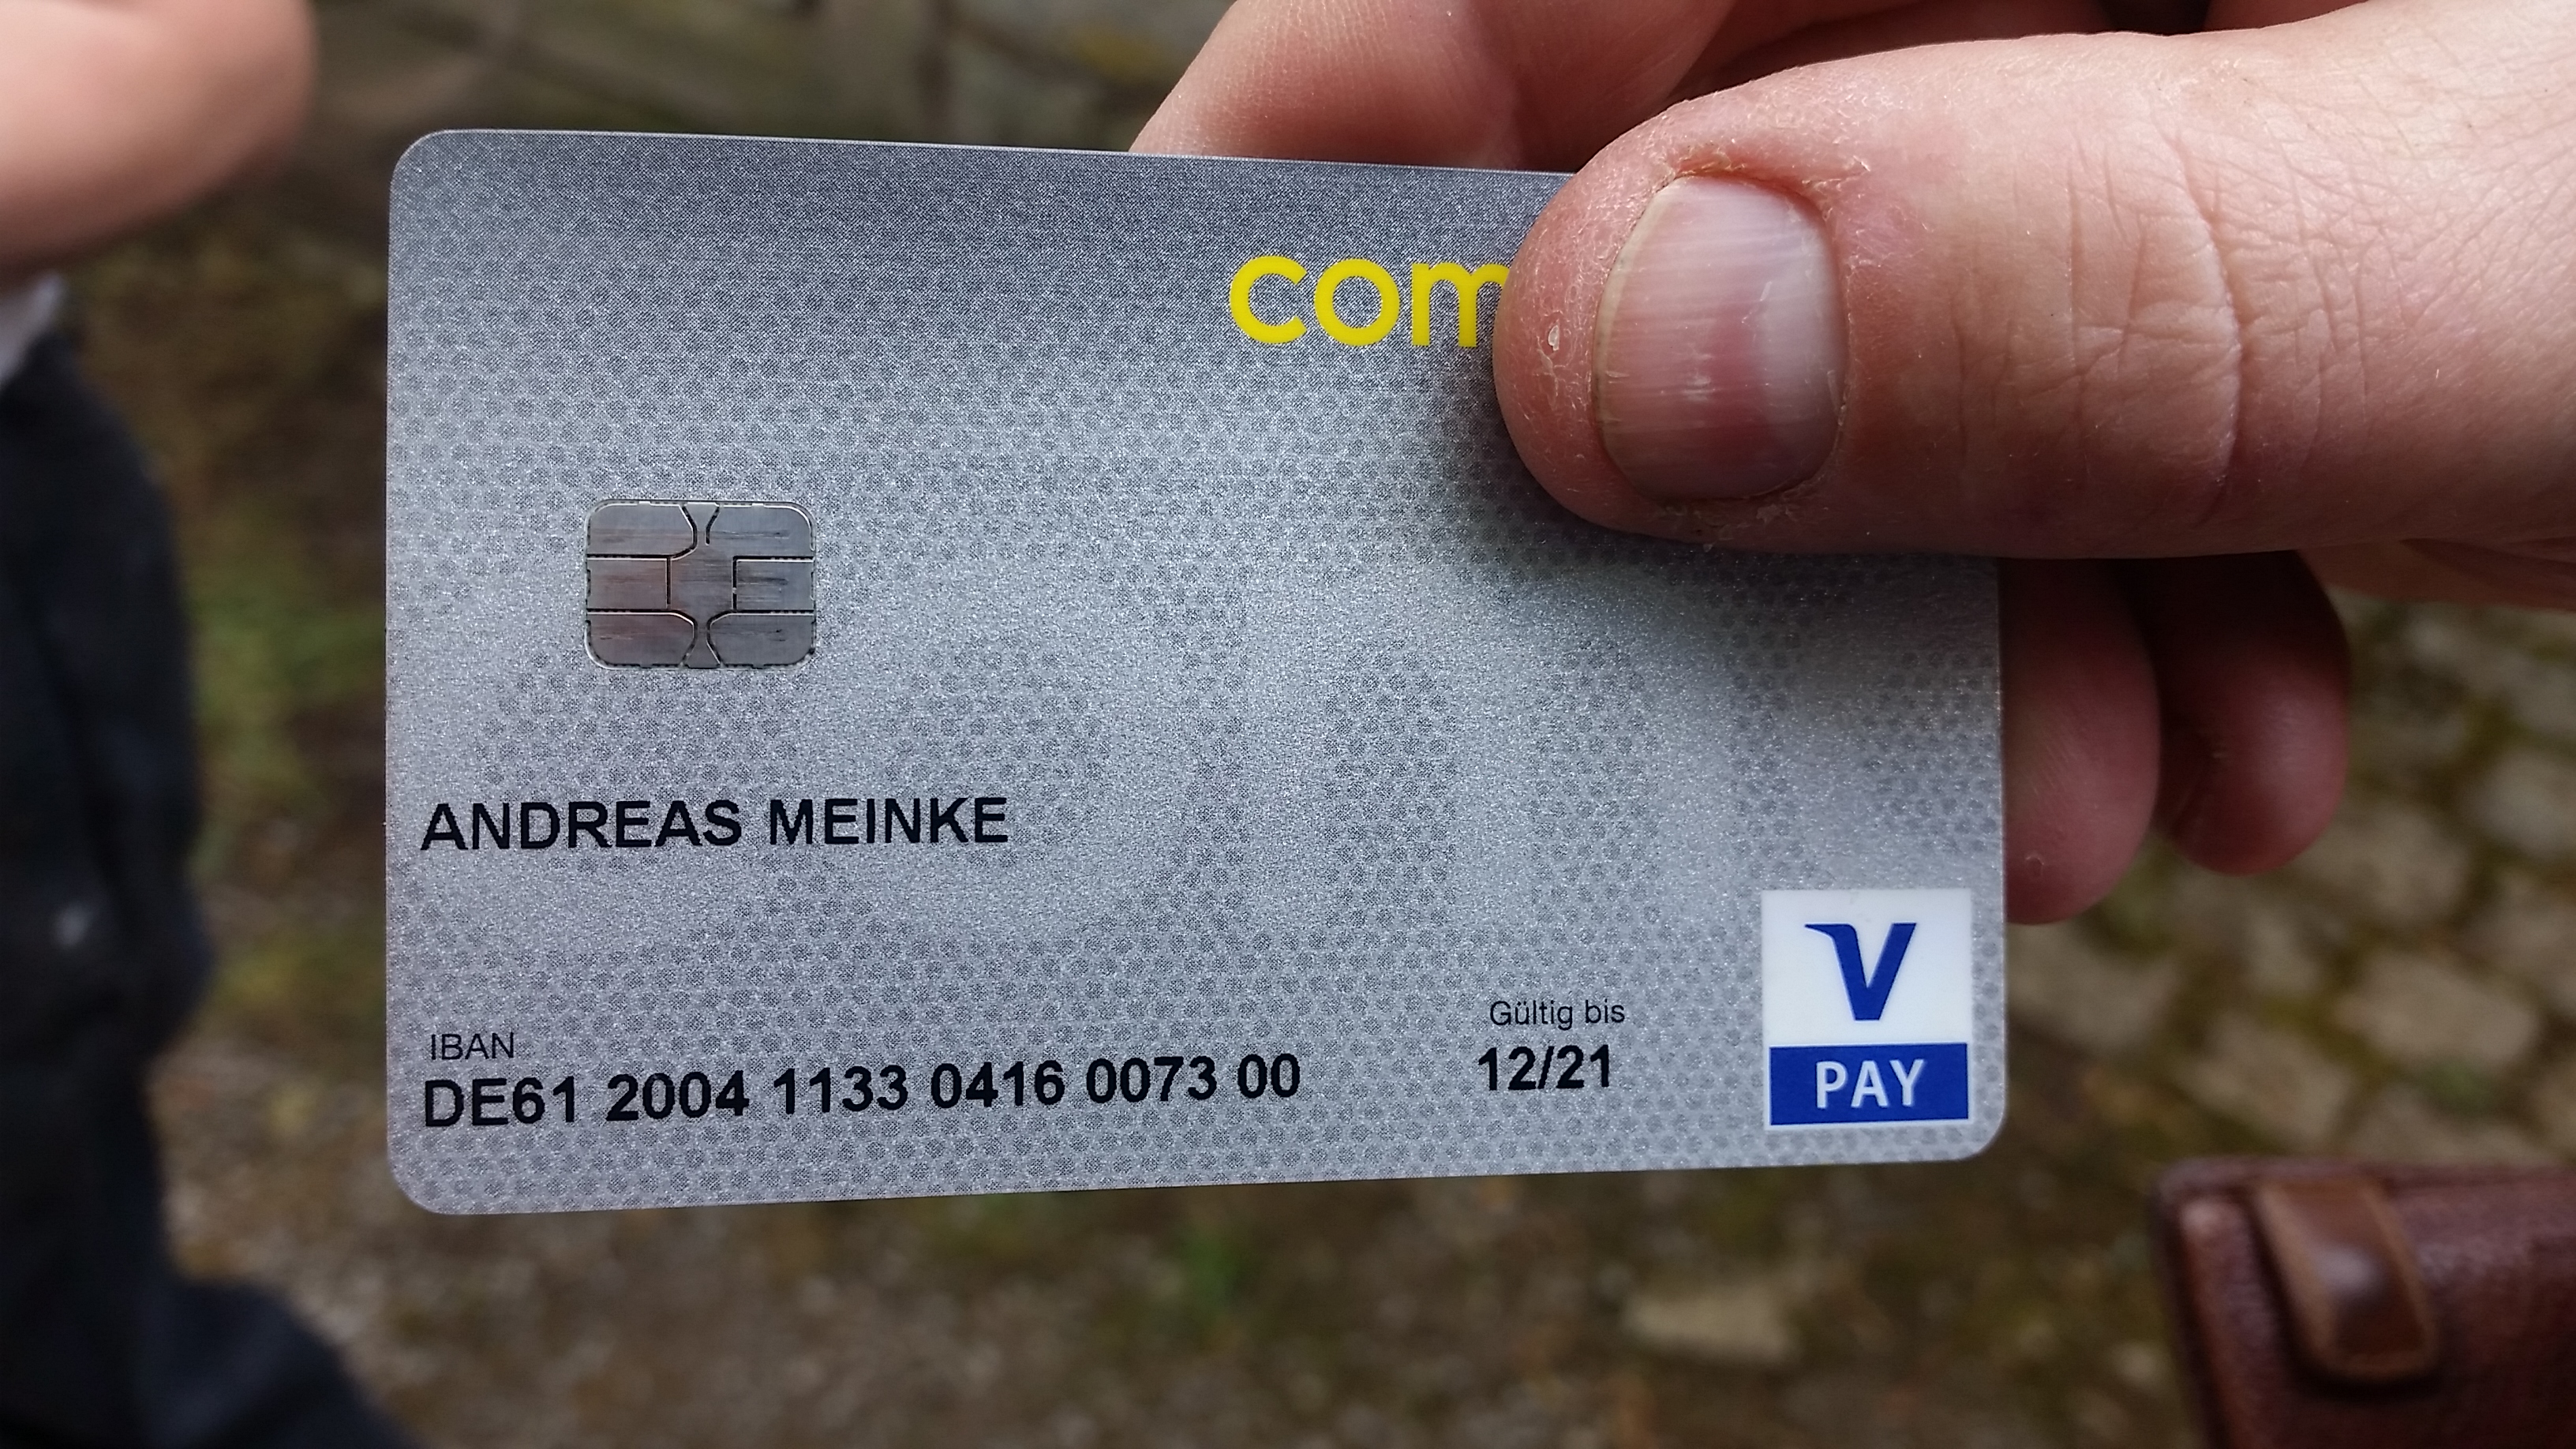 com
ANDREAS MEINKE
IBAN
DE61 2004 1133 0416 0073 00
Gültig bis
12/21
V
PAY